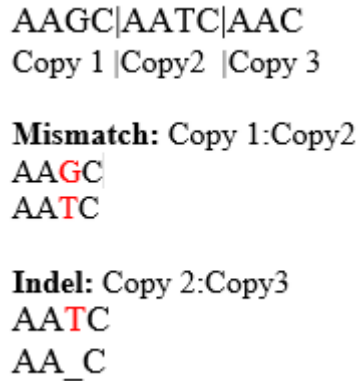 AAGC|AATC|AAC
Copy 1 |Copy2 |Copy 3
Mismatch: Copy 1:Copy2
AAGC
AATC
Indel: Copy 2:Copy3
AATC
AA_C